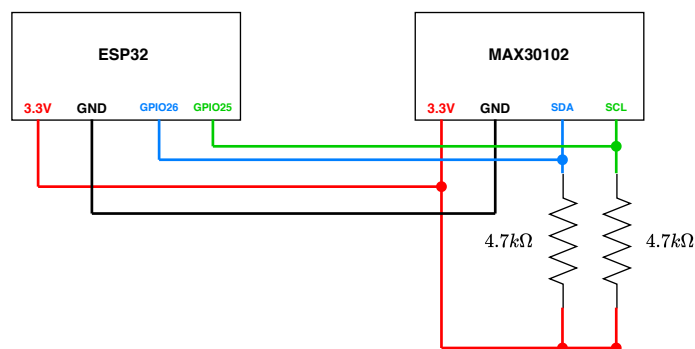 ESP32
MAX30102
3.3V GND GPIO26 GPIO25
3.3V GND SDA SCL
4.7kΩ
4.7kΩ